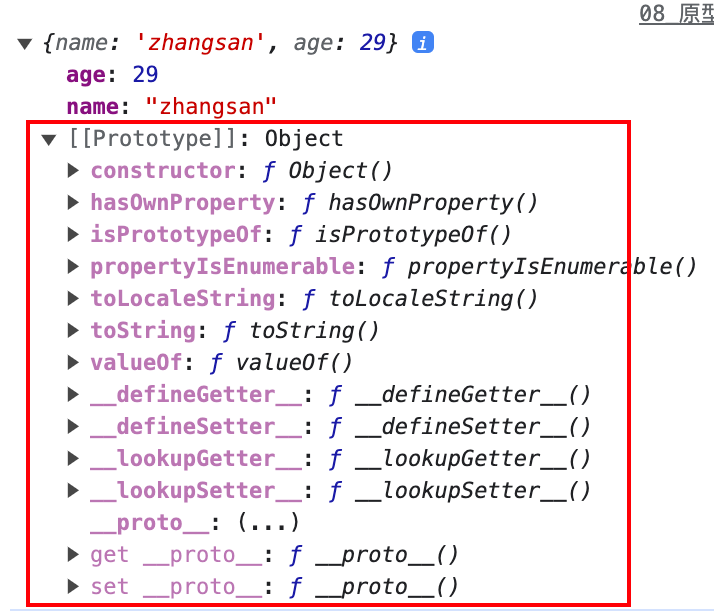 08 原型
{name: 'zhangsan', age: 29} i
age: 29
name: "zhangsan"
[[Prototype]]: Object
constructor: ƒ Object()
hasOwnProperty: ƒ hasOwnProperty()
isPrototypeOf: ƒ isPrototypeOf()
propertyIsEnumerable: ƒ propertyIsEnumerable()
toLocaleString: ƒ toLocaleString()
toString: ƒ toString()
valueOf: ƒ valueOf()
__defineGetter__: ƒ __defineGetter__()
__defineSetter__: ƒ __defineSetter__()
__lookupGetter__: ƒ __lookupGetter__()
__lookupSetter__: ƒ __lookupSetter__()
__proto__: (...)
get __proto__: ƒ __proto__()
set __proto__: ƒ __proto__()